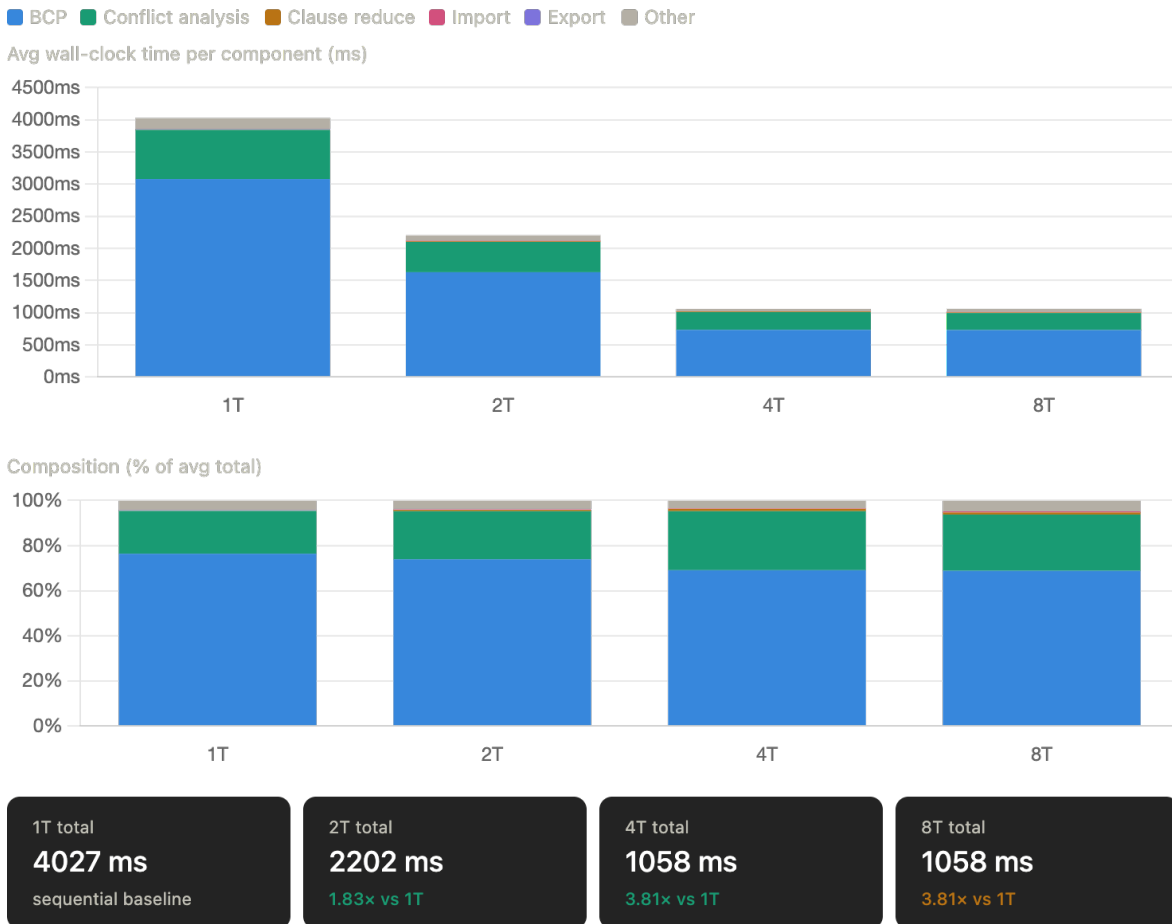 BCP Conflict analysis Clause reduce Import Export Other
Avg wall-clock time per component (ms)
4500ms
4000ms
3500ms
3000ms
2500ms
2000ms
1500ms
1000ms
500ms
0ms
1T 2T 4T 8T
Composition (% of avg total)
100%
80%
60%
40%
20%
0%
1T 2T 4T 8T
1T total
4027 ms
sequential baseline
2T total
2202 ms
1.83× vs 1T
4T total
1058 ms
3.81× vs 1T
8T total
1058 ms
3.81× vs 1T